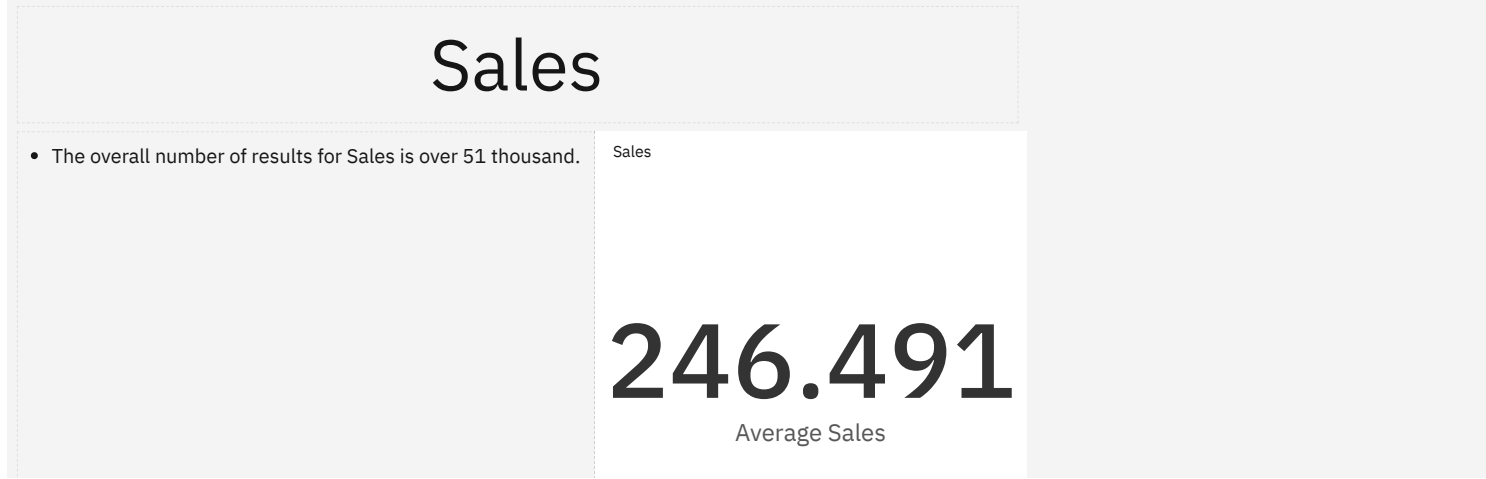 Sales
• The overall number of results for Sales is over 51 thousand.
Sales
246.491
Average Sales